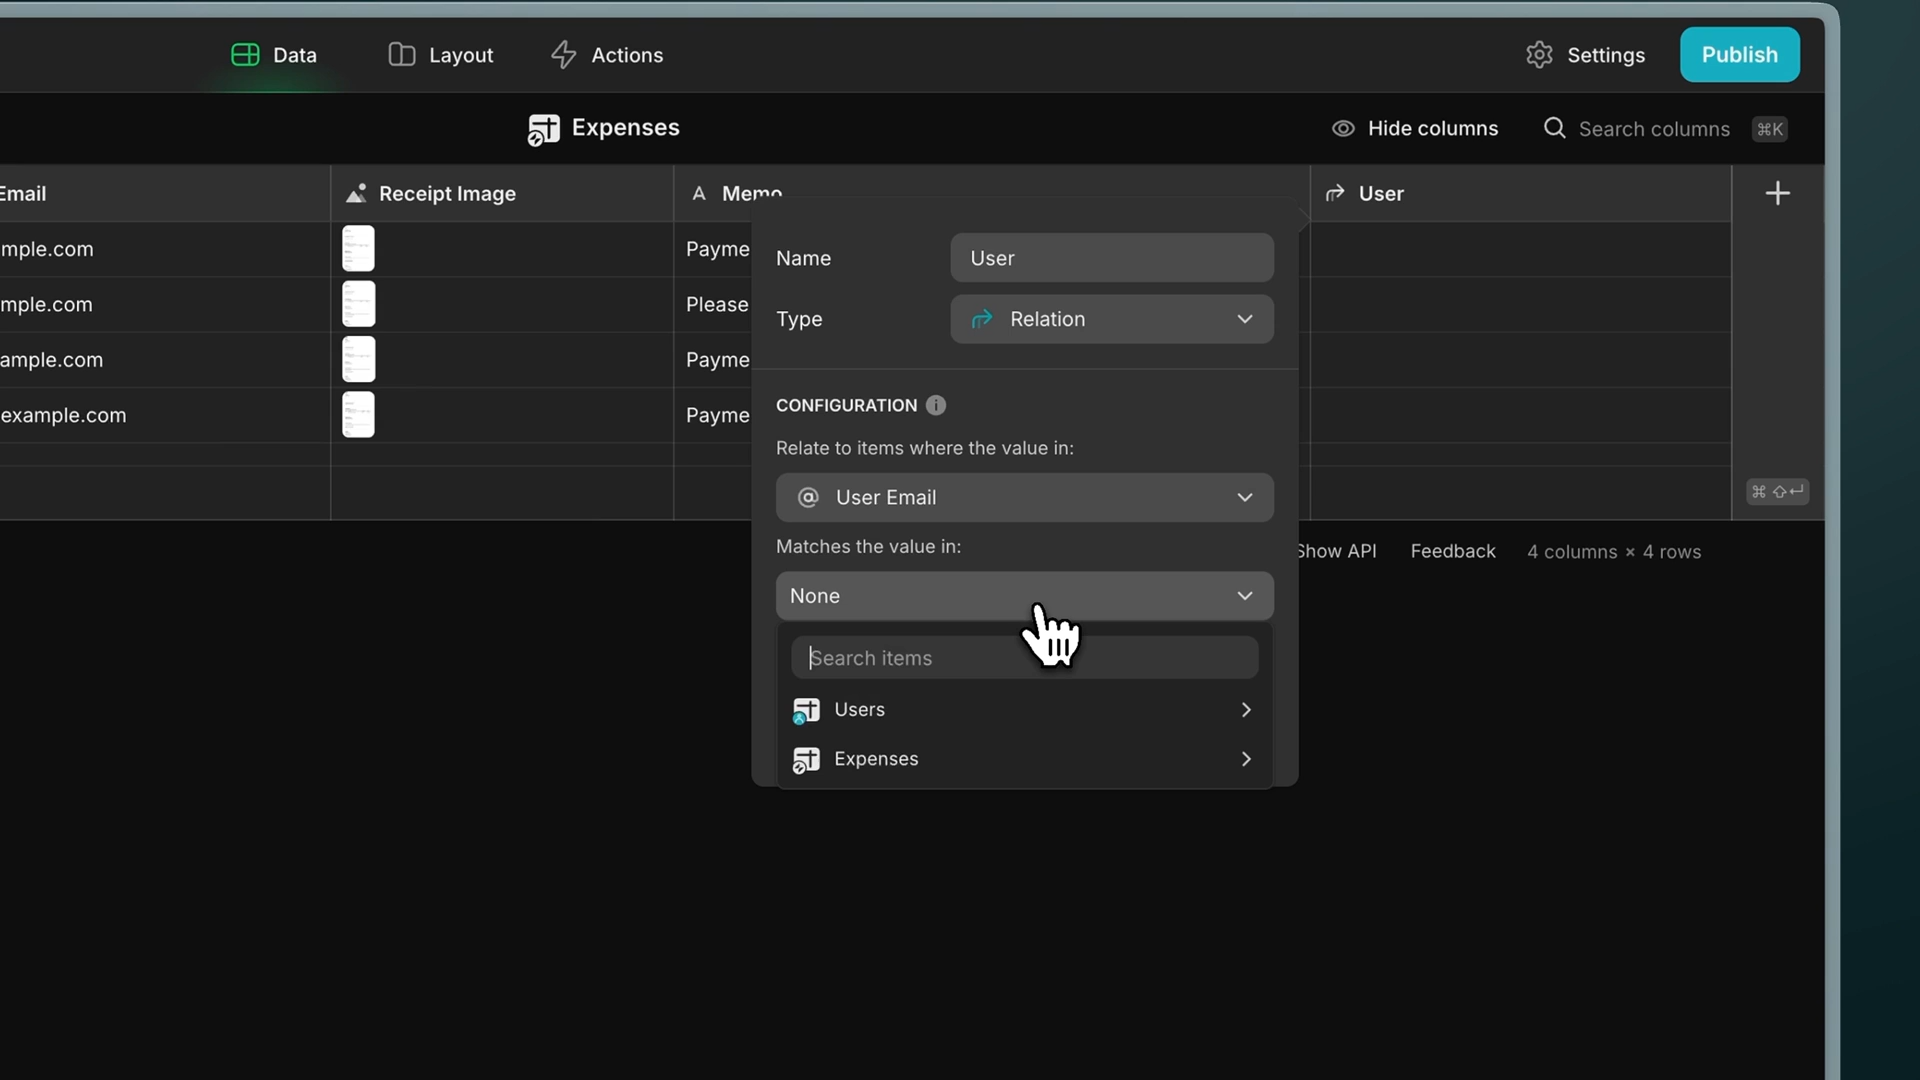 Data
Layout
Actions
Settings
Publish
Expenses
Hide columns
Search columns
⌘K
Email
Receipt Image
Memo
User
mple.com
Payme
mple.com
Please
ample.com
Payme
example.com
Payme
Name
User
Type
Relation
CONFIGURATION
Relate to items where the value in:
User Email
Matches the value in:
None
Search items
Users
Expenses
Show API
Feedback
4 columns × 4 rows